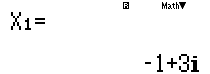 R Math▼
X1=
-1+3i